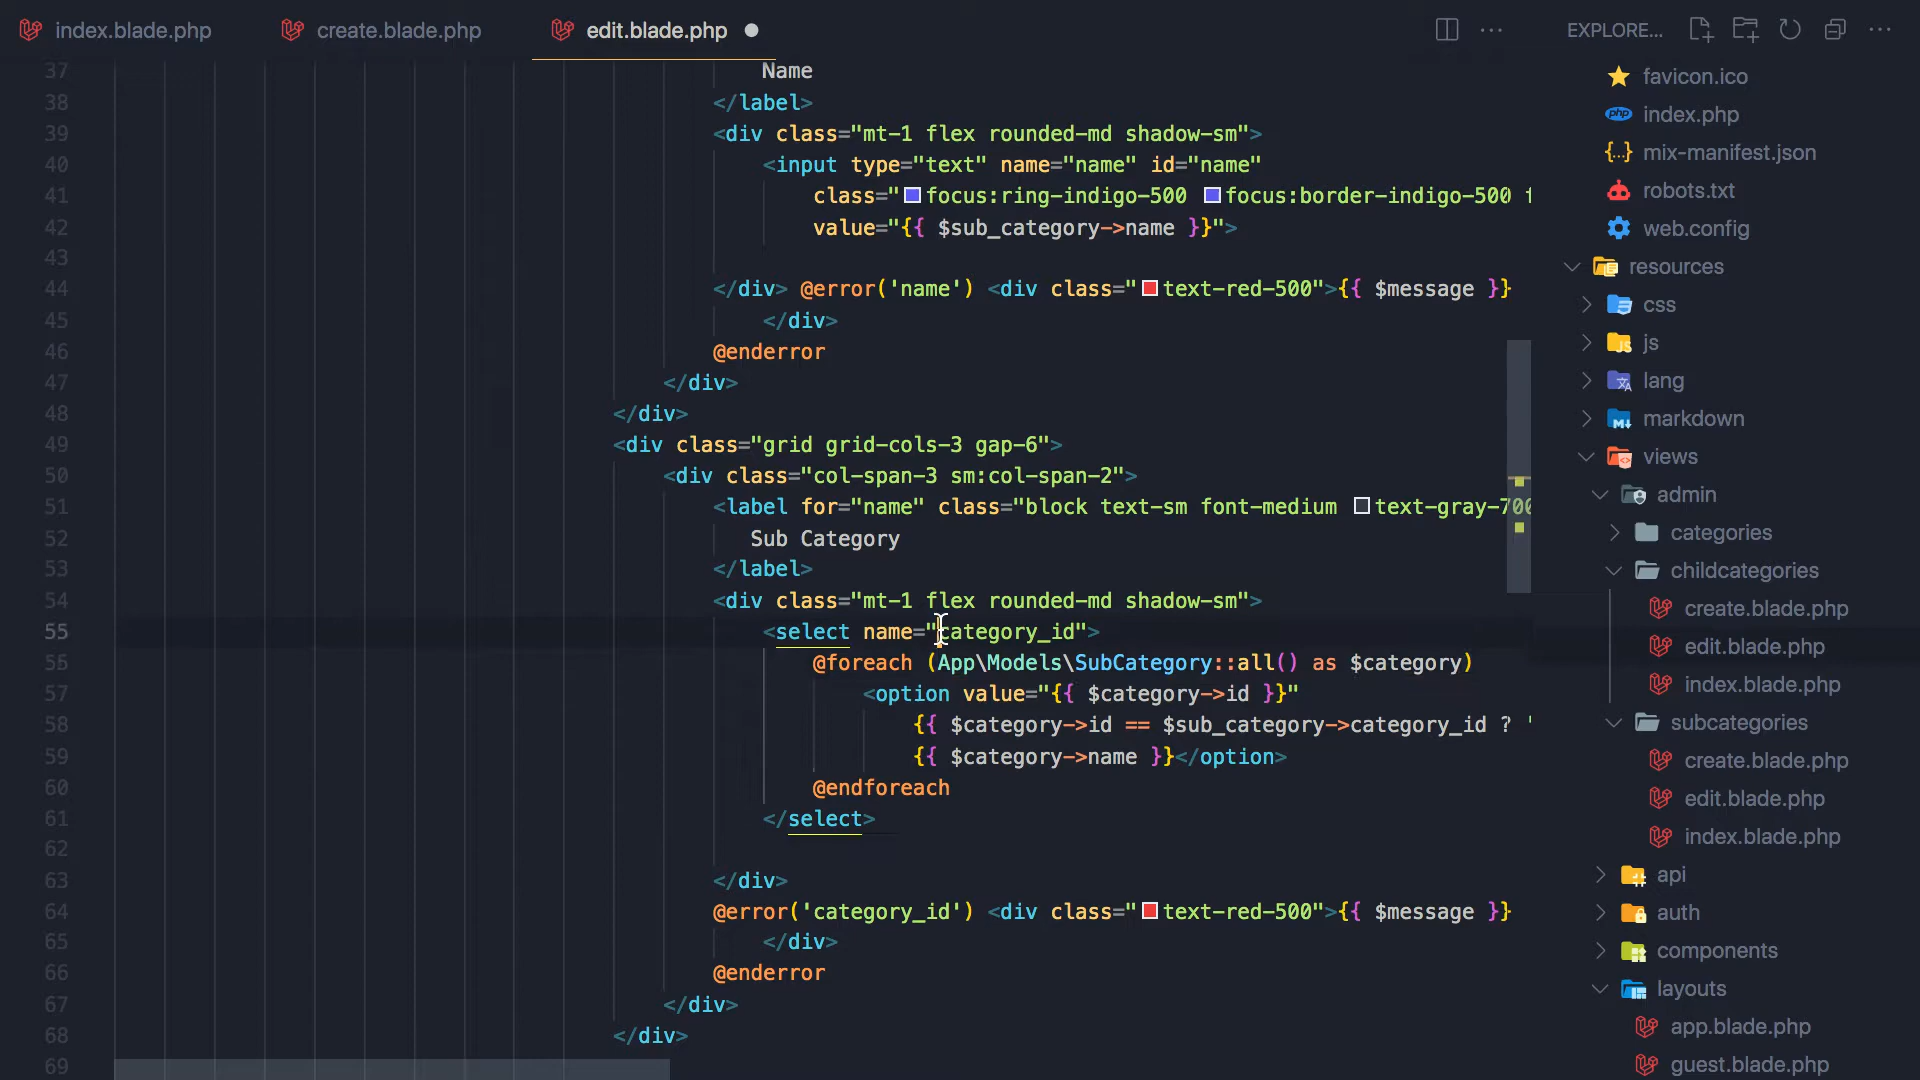 index.blade.php
create.blade.php
edit.blade.php
37 Name
38 </label>
39 <div class="mt-1 flex rounded-md shadow-sm">
40 <input type="text" name="name" id="name"
41 class="focus:ring-indigo-500 focus:border-indigo-500 f
42 value="{{ $sub_category->name }}">
43
44 </div> @error('name') <div class="text-red-500">{{ $message }}
45 </div>
46 @enderror
47 </div>
48 </div>
49 <div class="grid grid-cols-3 gap-6">
50 <div class="col-span-3 sm:col-span-2">
51 <label for="name" class="block text-sm font-medium text-gray-700
52 Sub Category
53 </label>
54 <div class="mt-1 flex rounded-md shadow-sm">
55 <select name="category_id">
56 @foreach (App\Models\SubCategory::all() as $category)
57 <option value="{{ $category->id }}"
58 {{ $category->id == $sub_category->category_id ? '
59 {{ $category->name }}</option>
60 @endforeach
61 </select>
62
63 </div>
64 @error('category_id') <div class="text-red-500">{{ $message }}
65 </div>
66 @enderror
67 </div>
68 </div>
69
EXPLORE...
favicon.ico
php index.php
mix-manifest.json
robots.txt
web.config
resources
css
JS js
lang
markdown
views
admin
categories
childcategories
create.blade.php
edit.blade.php
index.blade.php
subcategories
create.blade.php
edit.blade.php
index.blade.php
api
auth
components
layouts
app.blade.php
guest.blade.php